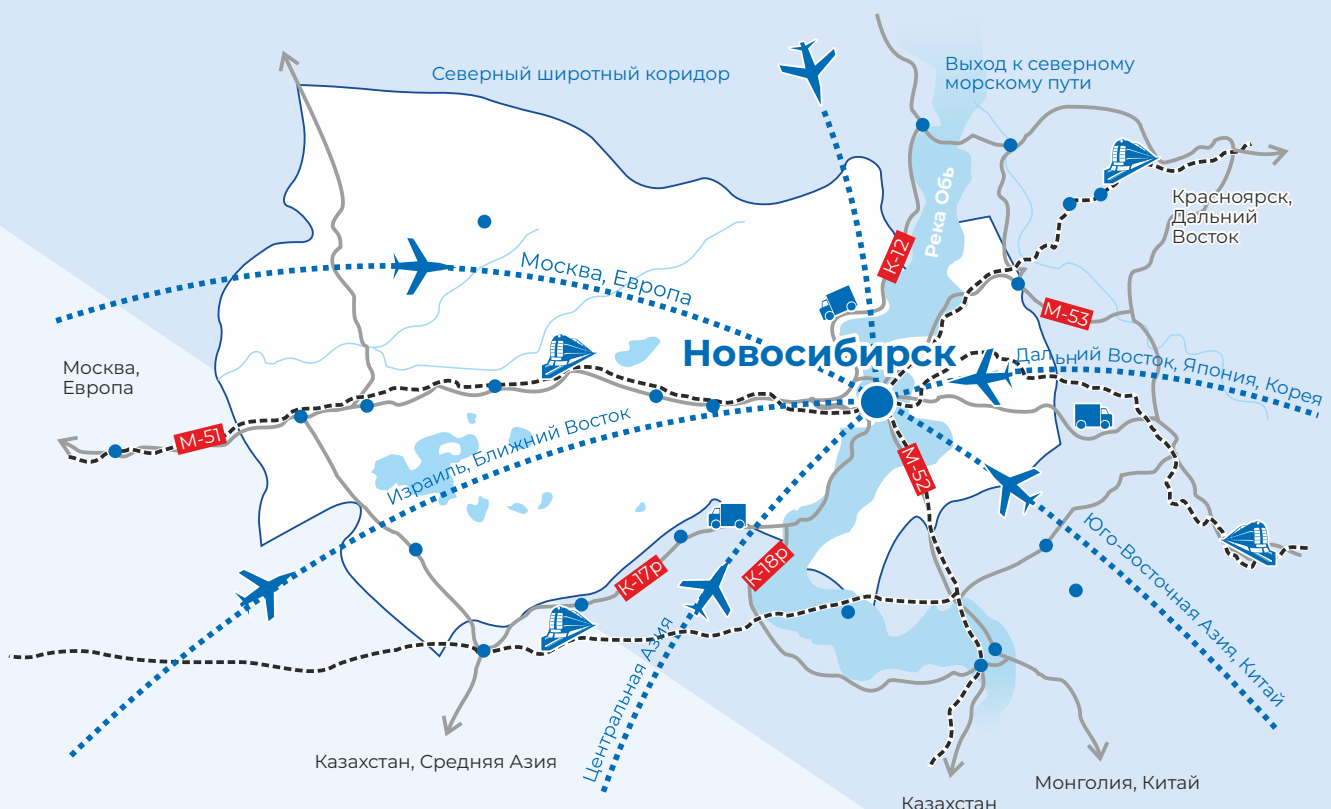 Северный широтный коридор
Выход к северному
морскому пути
Река Обь
Красноярск,
Дальний
Восток
К-12
Москва, Европа
М-53
Новосибирск
Дальний Восток, Япония, Корея
Москва,
Европа
М-51
Израиль, Ближний Восток
М-52
К-17р
К-18р
Юго-Восточная Азия, Китай
Центральная Азия
Казахстан, Средняя Азия
Монголия, Китай
Казахстан